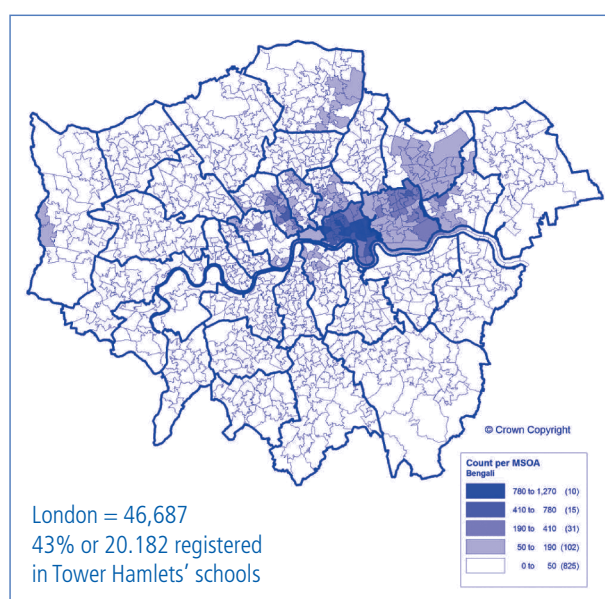 © Crown Copyright
Count per MSOA
Bengali
780 to 1,270 (10)
410 to 780 (15)
190 to 410 (31)
50 to 190 (102)
0 to 50 (825)
London = 46,687
43% or 20.182 registered
in Tower Hamlets’ schools